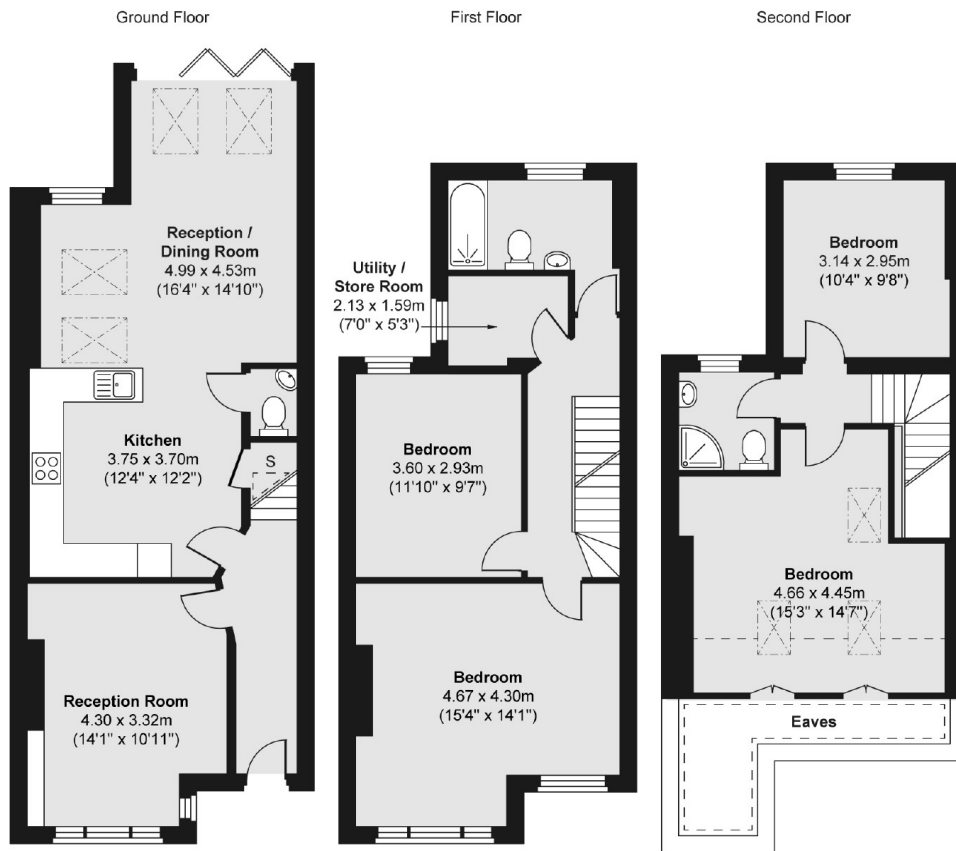 Ground Floor
First Floor
Second Floor
Reception /
Dining Room
4.99 x 4.53m
(16'4" x 14'10")
Kitchen
3.75 x 3.70m
(12'4" x 12'2")
S
Reception Room
4.30 x 3.32m
(14'1" x 10'11")
Utility /
Store Room
2.13 x 1.59m
(7'0" x 5'3")
Bedroom
3.60 x 2.93m
(11'10" x 9'7")
Bedroom
4.67 x 4.30m
(15'4" x 14'1")
Bedroom
3.14 x 2.95m
(10'4" x 9'8")
Bedroom
4.66 x 4.45m
(15'3" x 14'7")
Eaves